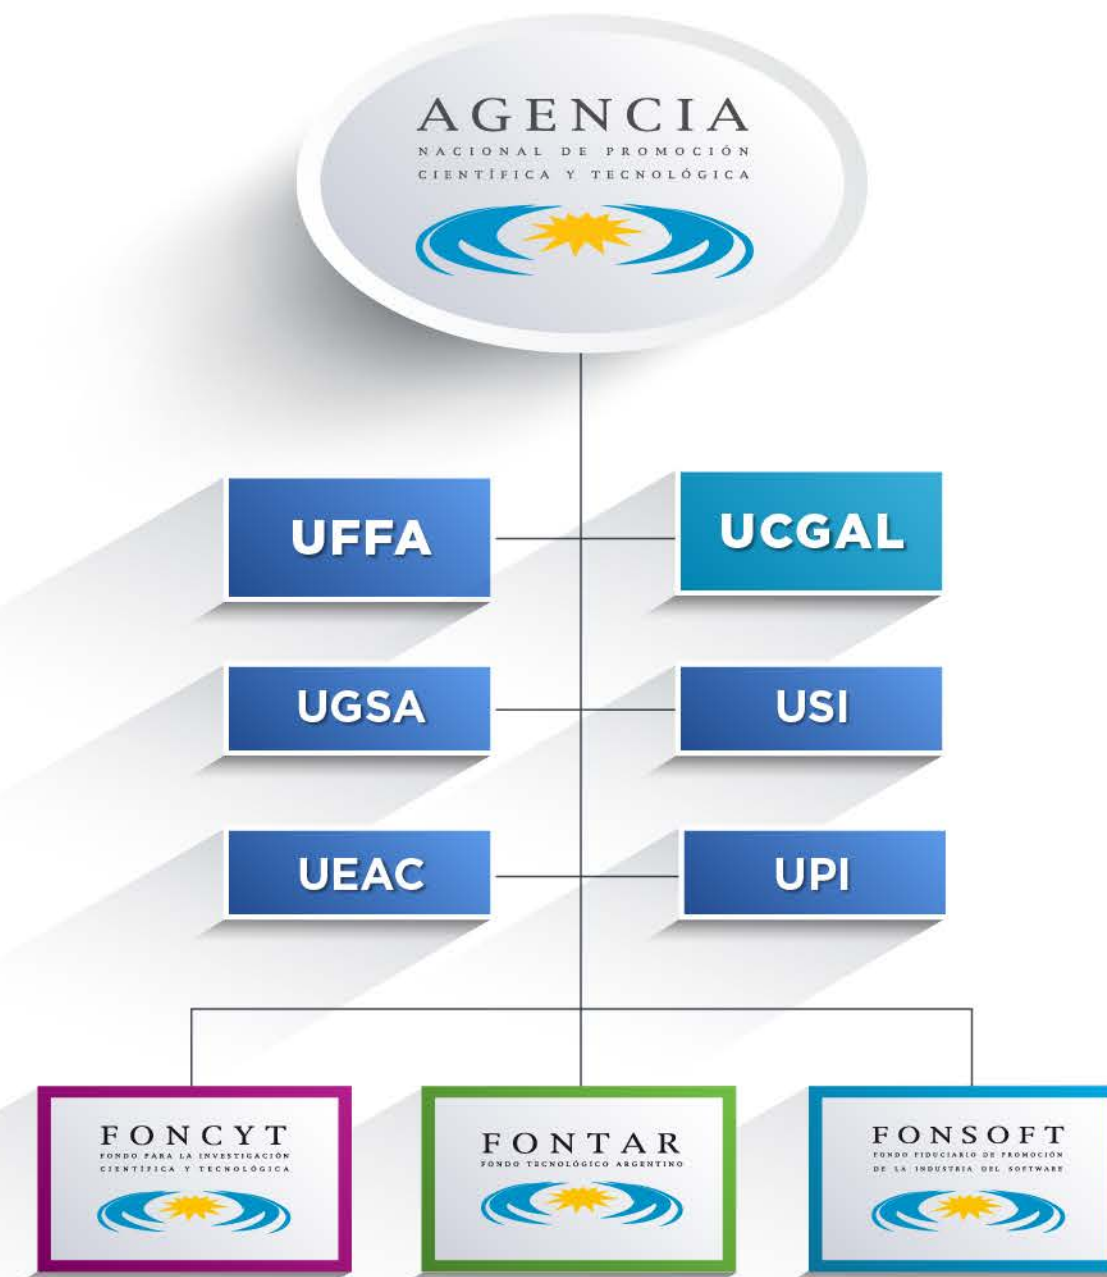 AGENCIA
NACIONAL DE PROMOCIÓN
CIENTÍFICA Y TECNOLÓGICA
UFFA
UCGAL
UGSA
USI
UEAC
UPI
FONCYT
FONDO PARA LA INVESTIGACIÓN
CIENTÍFICA Y TECNOLÓGICA
FONTAR
FONDO TECNOLÓGICO ARGENTINO
FONSOFT
FONDO FIDUCIARIO DE PROMOCIÓN
DE LA INDUSTRIA DEL SOFTWARE